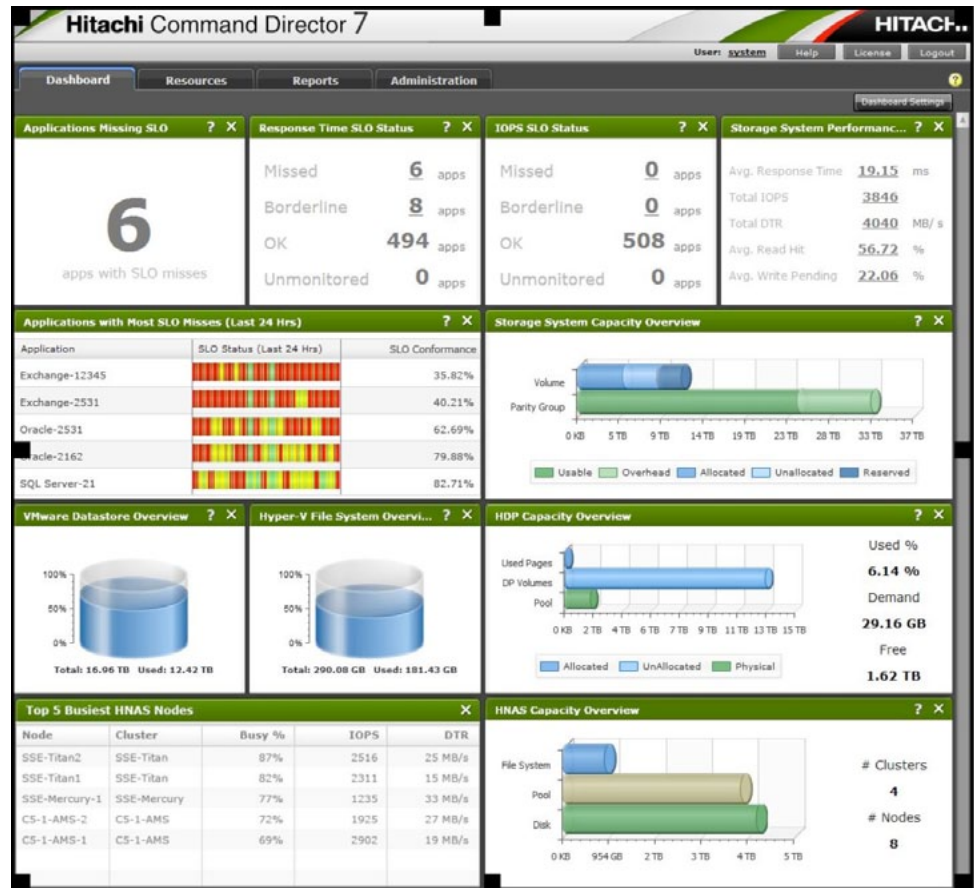 Hitachi Command Director 7
HITACH..
User: system Help License Logout
Dashboard Resources Reports Administration ?
Dashboard Settings
Applications Missing SLO ? X
6
apps with SLO misses
Response Time SLO Status ? X
Missed 6 apps
Borderline 8 apps
OK 494 apps
Unmonitored 0 apps
IOPS SLO Status ? X
Missed 0 apps
Borderline 0 apps
OK 508 apps
Unmonitored 0 apps
Storage System Performanc... ? X
Avg. Response Time 19.15 ms
Total IOPS 3846
Total DTR 4040 MB/s
Avg. Read Hit 56.72 %
Avg. Write Pending 22.06 %
Applications with Most SLO Misses (Last 24 Hrs) ? X
Application SLO Status (Last 24 Hrs) SLO Conformance
Exchange-12345 35.82%
Exchange-2531 40.21%
Oracle-2531 62.69%
racle-2162 79.88%
SQL Server-21 82.71%
Storage System Capacity Overview ? X
Volume
Parity Group
0 KB 5 TB 9 TB 14 TB 19 TB 23 TB 28 TB 33 TB 37 TB
Usable Overhead Allocated Unallocated Reserved
VMware Datastore Overview ? X
100%
50%
0%
Total: 16.96 TB Used: 12.42 TB
Hyper-V File System Overvi... ? X
100%
50%
0%
Total: 290.08 GB Used: 181.43 GB
HDP Capacity Overview ? X
Used Pages
DP Volumes
Pool
0 KB 2 TB 4 TB 6 TB 7 TB 9 TB 11 TB 13 TB 15 TB
Allocated UnAllocated Physical
Used %
6.14 %
Demand
29.16 GB
Free
1.62 TB
Top 5 Busiest HNAS Nodes X
Node Cluster Busy % IOPS DTR
SSE-Titan2 SSE-Titan 87% 2516 25 MB/s
SSE-Titan1 SSE-Titan 82% 2311 15 MB/s
SSE-Mercury-1 SSE-Mercury 77% 1235 33 MB/s
C5-1-AMS-2 C5-1-AMS 72% 1925 27 MB/s
C5-1-AMS-1 C5-1-AMS 69% 2902 19 MB/s
HNAS Capacity Overview ? X
File System
Pool
Disk
0 KB 954 GB 2 TB 3 TB 4 TB 5 TB
# Clusters
4
# Nodes
8